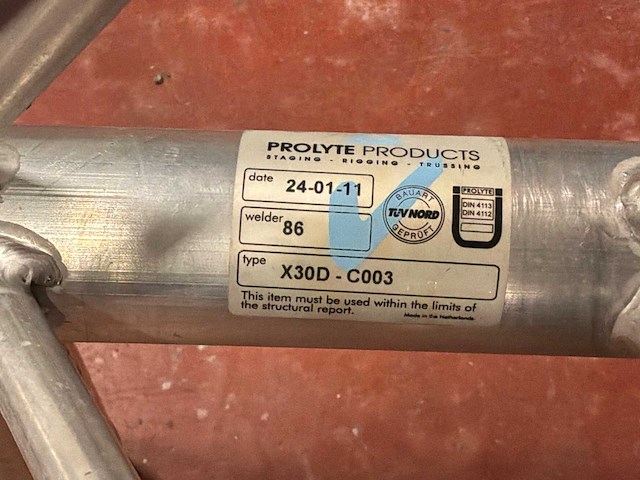 PROLYTE PRODUCTS
STAGING - RIGGING - TRUSSING
date 24-01-11
welder 86
BAUART
TÜV NORD
GEPRÜFT
PROLYTE
DIN 4113
DIN 4112
type X30D - C003
This item must be used within the limits of
the structural report.
Made in the Netherlands